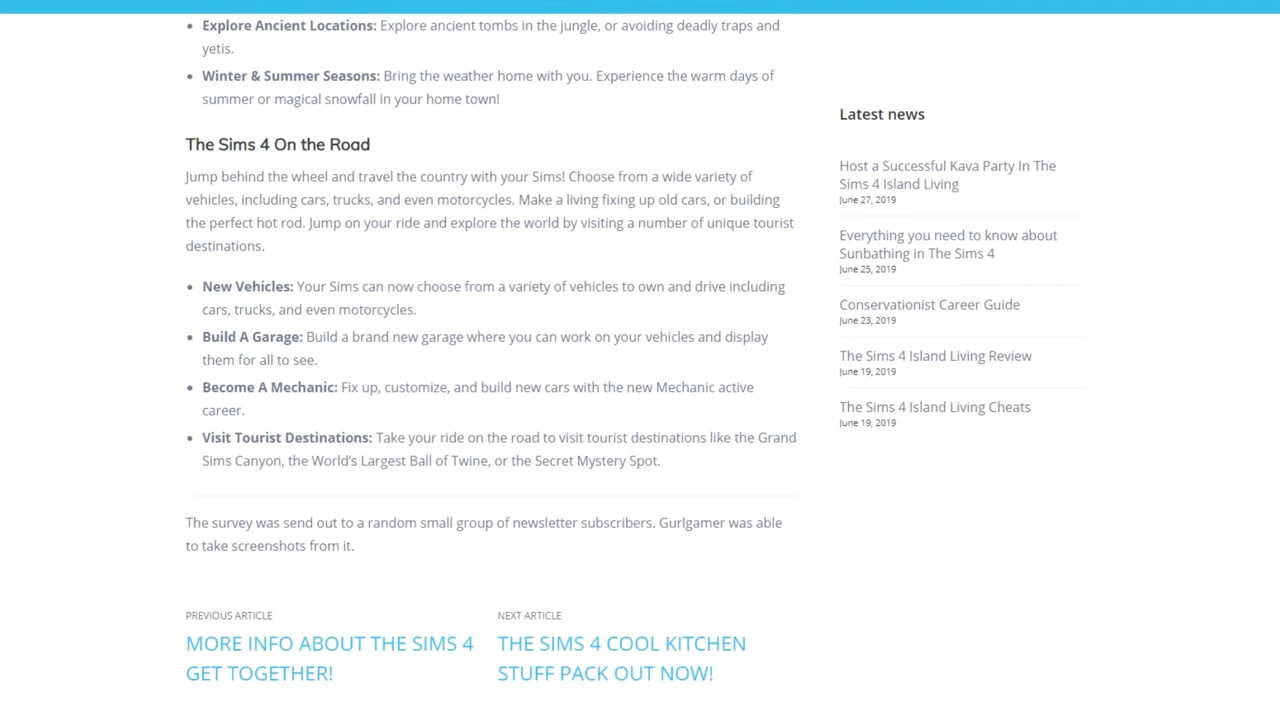 Explore Ancient Locations: Explore ancient tombs in the jungle, or avoiding deadly traps and
yetis.
Winter & Summer Seasons: Bring the weather home with you. Experience the warm days of
summer or magical snowfall in your home town!
The Sims 4 On the Road
Jump behind the wheel and travel the country with your Sims! Choose from a wide variety of
vehicles, including cars, trucks, and even motorcycles. Make a living fixing up old cars, or building
the perfect hot rod. Jump on your ride and explore the world by visiting a number of unique tourist
destinations.
New Vehicles: Your Sims can now choose from a variety of vehicles to own and drive including
cars, trucks, and even motorcycles.
Build A Garage: Build a brand new garage where you can work on your vehicles and display
them for all to see.
Become A Mechanic: Fix up, customize, and build new cars with the new Mechanic active
career.
Visit Tourist Destinations: Take your ride on the road to visit tourist destinations like the Grand
Sims Canyon, the World's Largest Ball of Twine, or the Secret Mystery Spot.
The survey was send out to a random small group of newsletter subscribers. Gurlgamer was able
to take screenshots from it.
PREVIOUS ARTICLE
MORE INFO ABOUT THE SIMS 4
GET TOGETHER!
NEXT ARTICLE
THE SIMS 4 COOL KITCHEN
STUFF PACK OUT NOW!
Latest news
Host a Successful Kava Party In The
Sims 4 Island Living
June 27, 2019
Everything you need to know about
Sunbathing in The Sims 4
June 25, 2019
Conservationist Career Guide
June 23, 2019
The Sims 4 Island Living Review
June 19, 2019
The Sims 4 Island Living Cheats
June 19, 2019